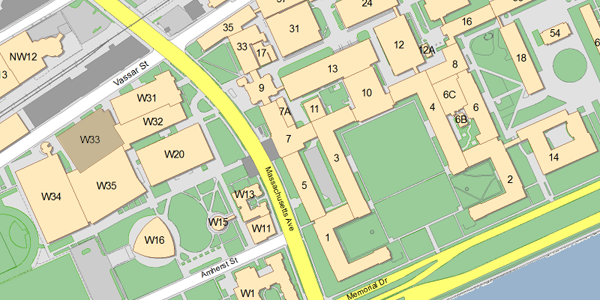 24
16
35
31
54
33
17
12
12A
NW12
8
18
13
13
10
9
6C
4
6
Vassar St
W31
7A
11
6B
W32
7
W33
3
W20
14
5
2
W34
W35
Massachusetts Ave
W13
W15
W11
1
W16
Amherst St
W1
Memorial Dr